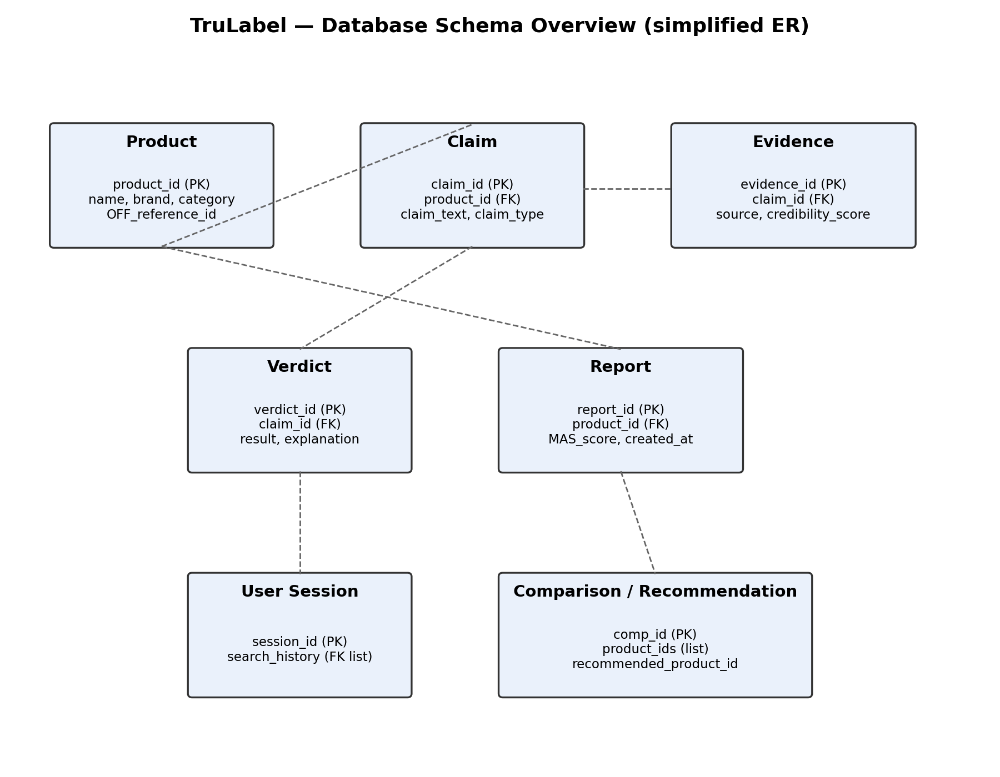 TruLabel — Database Schema Overview (simplified ER)
Product
product_id (PK)
name, brand, category
OFF_reference_id
Claim
claim_id (PK)
product_id (FK)
claim_text, claim_type
Evidence
evidence_id (PK)
claim_id (FK)
source, credibility_score
Verdict
verdict_id (PK)
claim_id (FK)
result, explanation
Report
report_id (PK)
product_id (FK)
MAS_score, created_at
User Session
session_id (PK)
search_history (FK list)
Comparison / Recommendation
comp_id (PK)
product_ids (list)
recommended_product_id